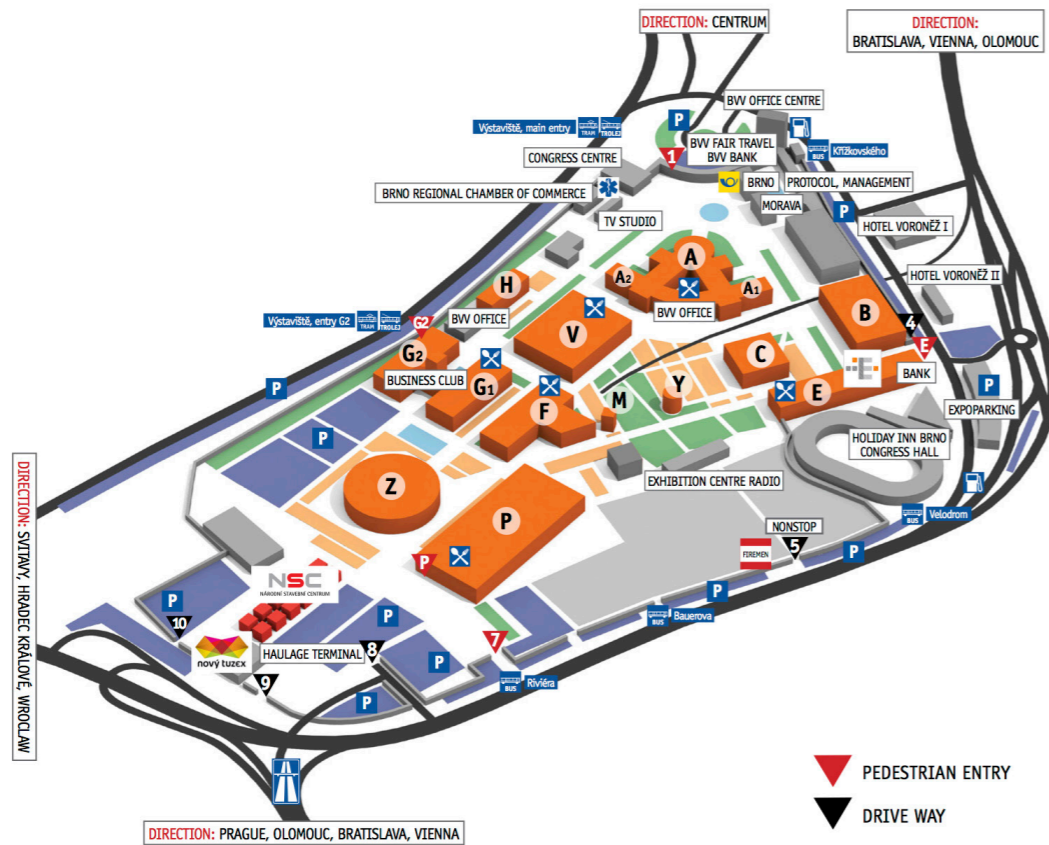 DIRECTION: CENTRUM
DIRECTION:
BRATISLAVA, VIENNA, OLOMOUC
BVV OFFICE CENTRE
P
Výstaviště, main entry
TRAM
TROLEJ
1
BVV FAIR TRAVEL
BVV BANK
BUS
Křížkovského
CONGRESS CENTRE
BRNO REGIONAL CHAMBER OF COMMERCE
BRNO
PROTOCOL, MANAGEMENT
MORAVA
P
TV STUDIO
HOTEL VORONĚŽ I
A
A2
A1
HOTEL VORONĚŽ II
H
BVV OFFICE
B
Výstaviště, entry G2
TRAM
TROLEJ
G2
BVV OFFICE
V
4
E
G2
C
E
BANK
BUSINESS CLUB
G1
Y
M
E
P
P
F
EXPOPARKING
P
HOLIDAY INN BRNO
CONGRESS HALL
DIRECTION: SVITAVY, HRADEC KRÁLOVÉ, WROCLAW
Z
EXHIBITION CENTRE RADIO
P
BUS
Velodrom
NONSTOP
5
FIREMEN
P
P
NSC
NÁRODNÍ STAVEBNÍ CENTRUM
P
P
P
BUS
Bauerova
10
nový tuzex
HAULAGE TERMINAL
8
7
P
9
P
BUS
Riviéra
PEDESTRIAN ENTRY
DRIVE WAY
DIRECTION: PRAGUE, OLOMOUC, BRATISLAVA, VIENNA